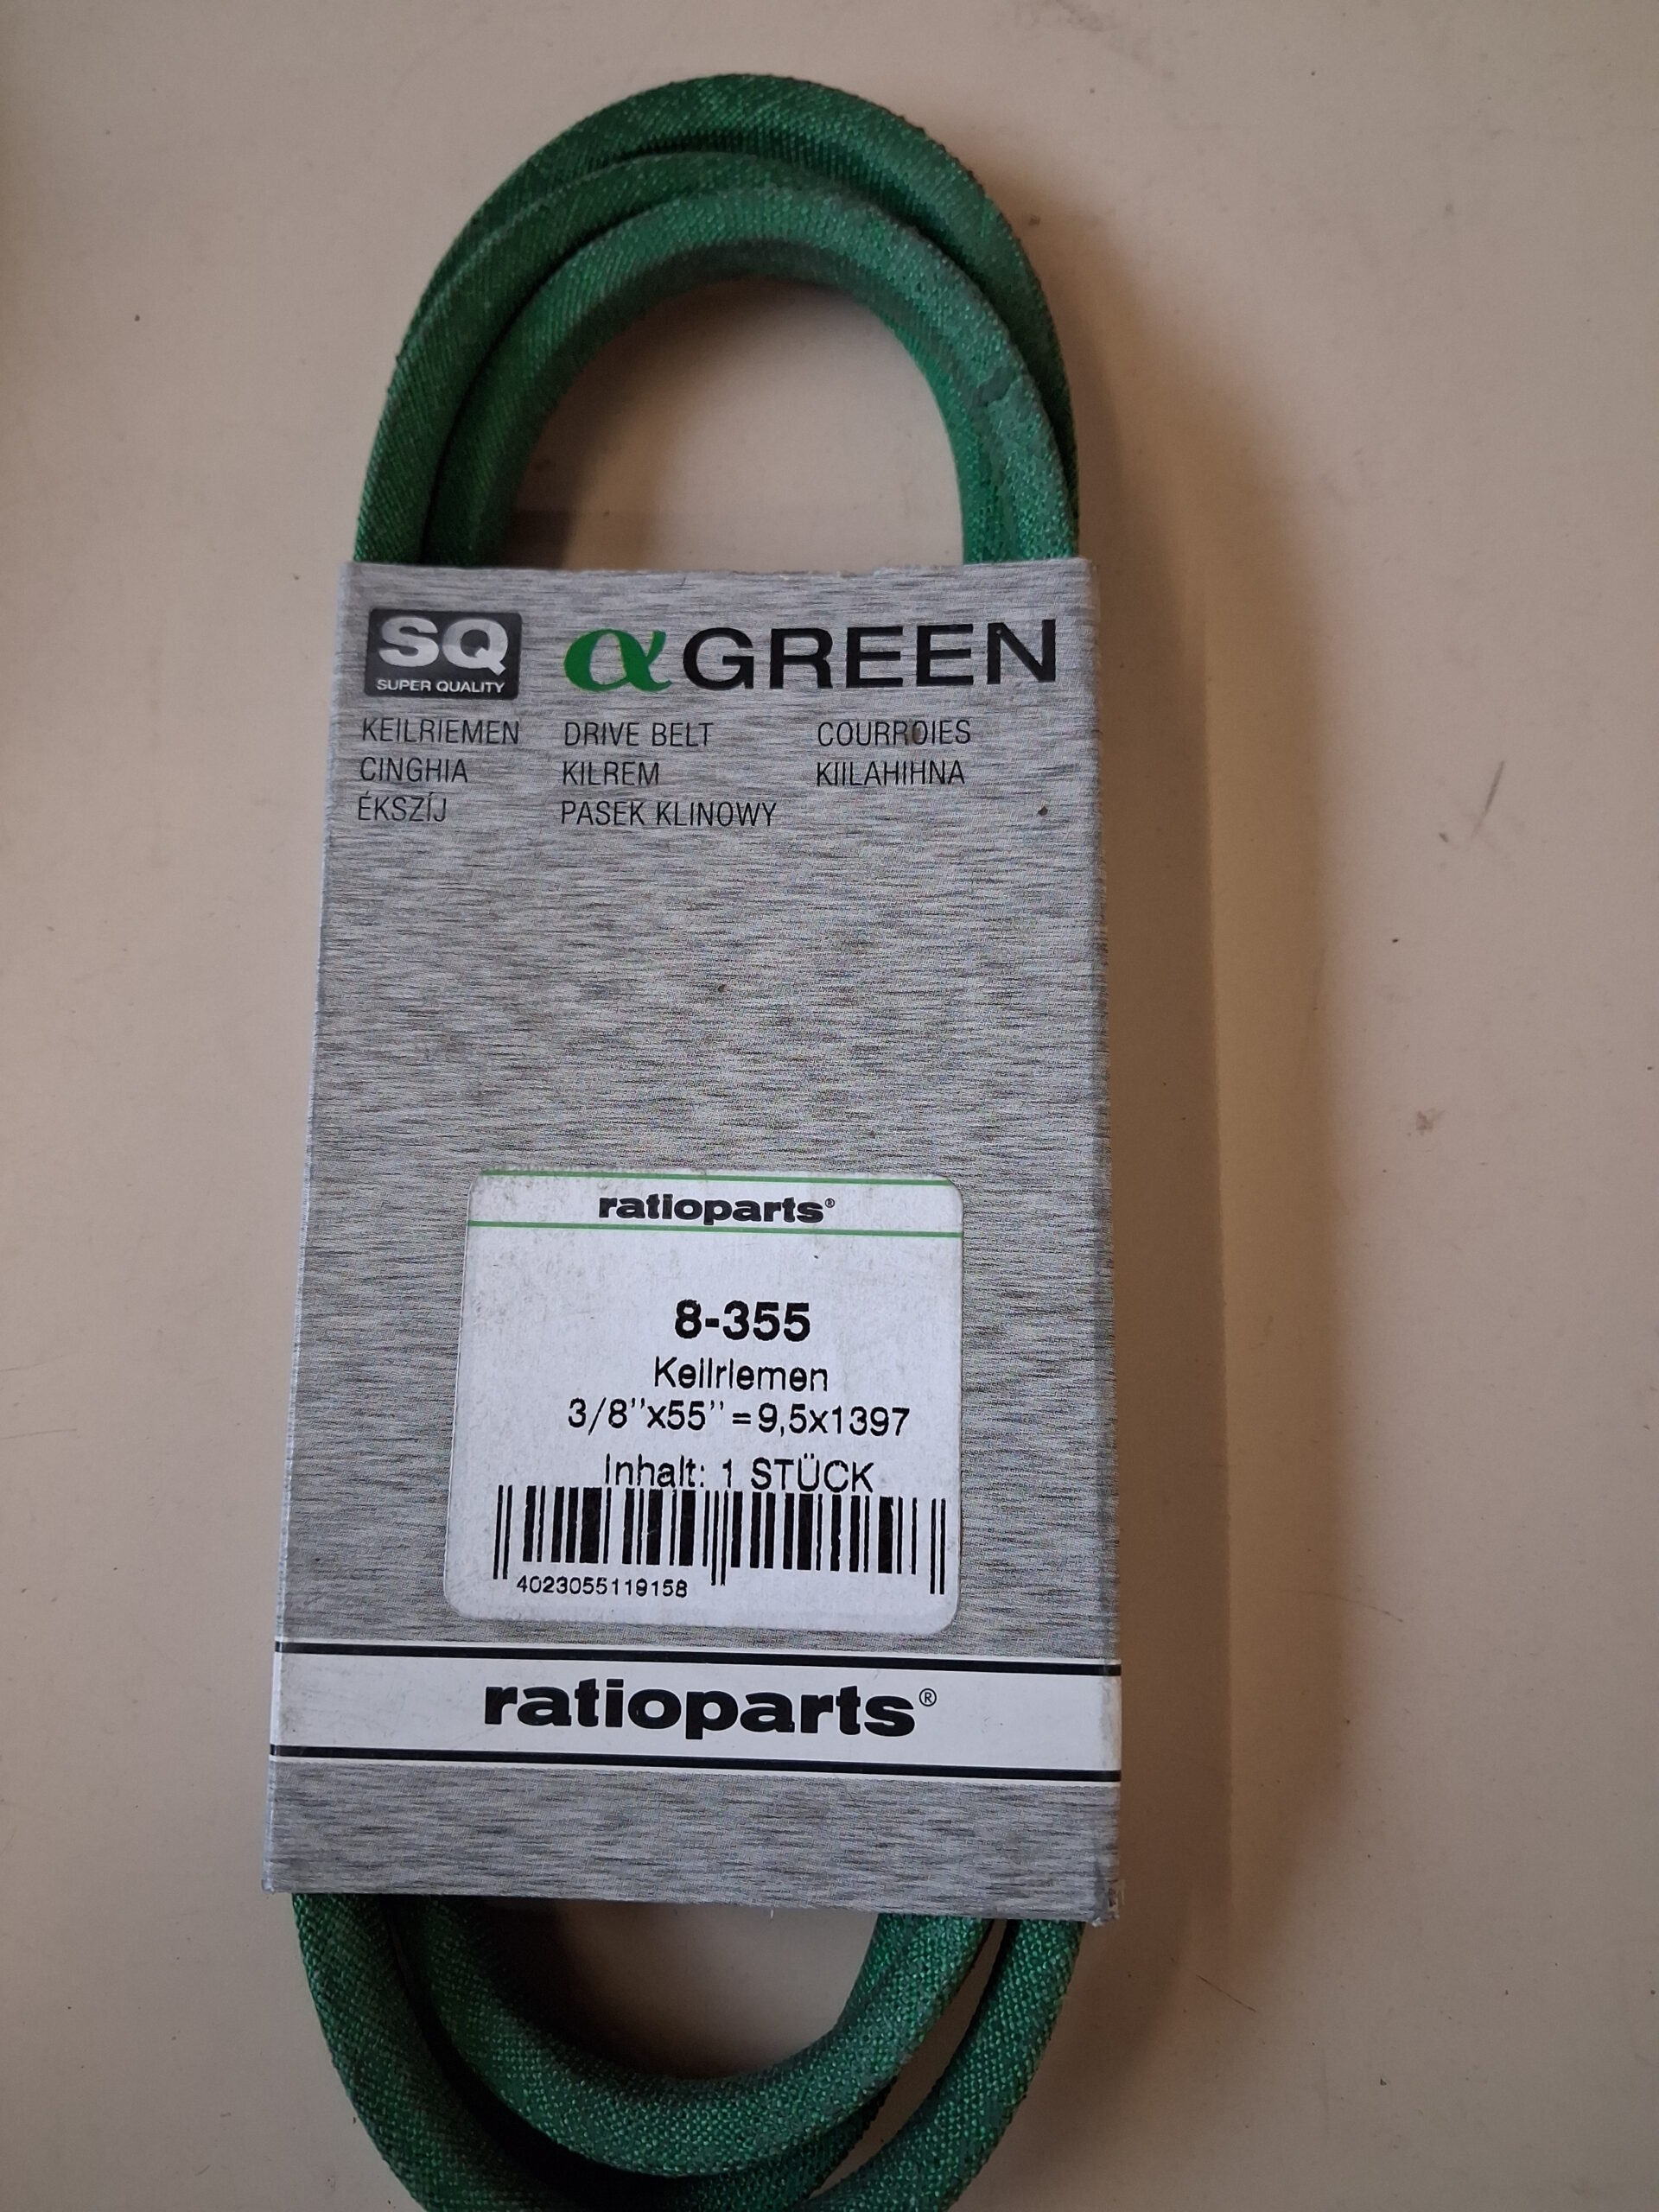 SQ αGREEN
SUPER QUALITY
KEILRIEMEN DRIVE BELT COURROIES
CINGHIA KILREM KIILAHIHNA
ÉKSZÍJ PASEK KLINOWY
ratioparts®
8-355
Keilriemen
3/8''x55''=9,5x1397
Inhalt: 1 STÜCK
4023055119158
ratioparts®